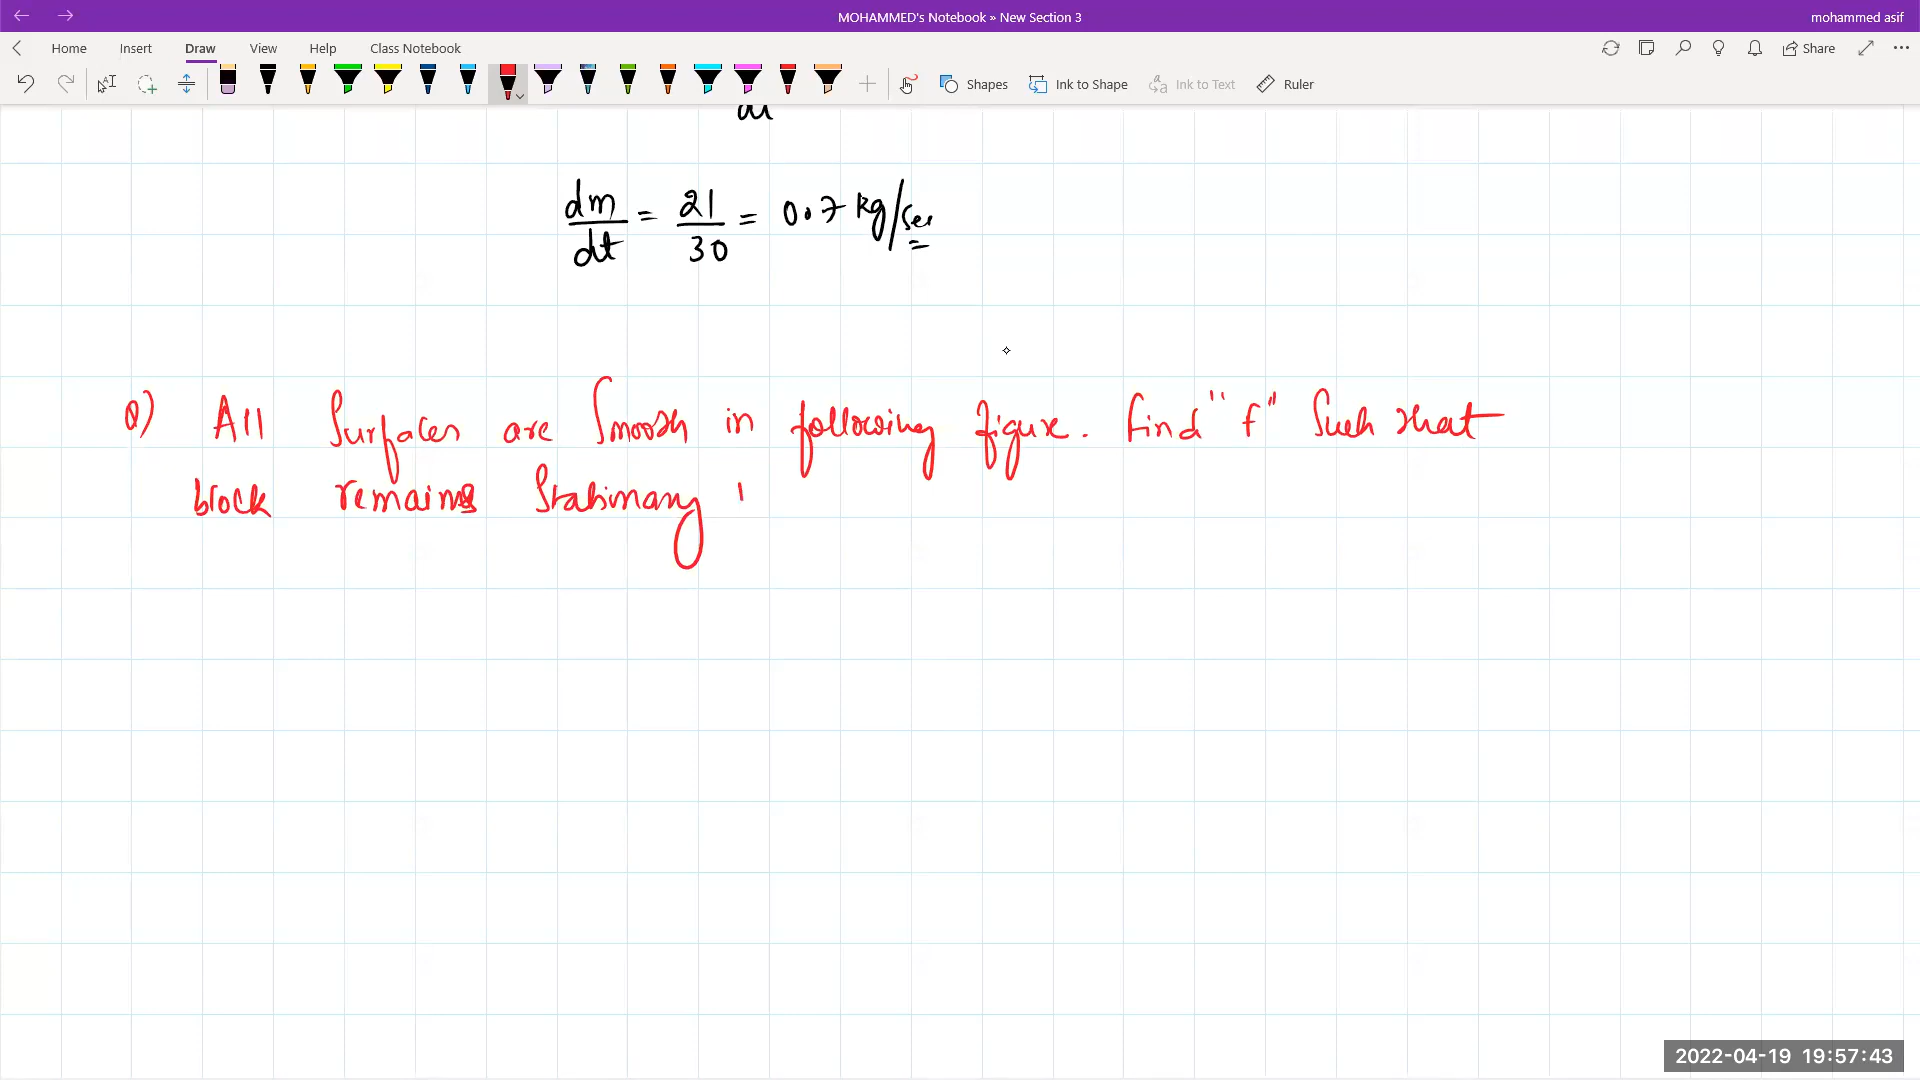 MOHAMMED's Notebook » New Section 3
mohammed asif
Home Insert Draw View Help Class Notebook
Share
Shapes Ink to Shape Ink to Text Ruler
dt
dm/dt = 21/30 = 0.7 kg/sec
Q) All Surfaces are Smooth in following figure. Find "F" Such that
block remains Stationary
2022-04-19 19:57:43